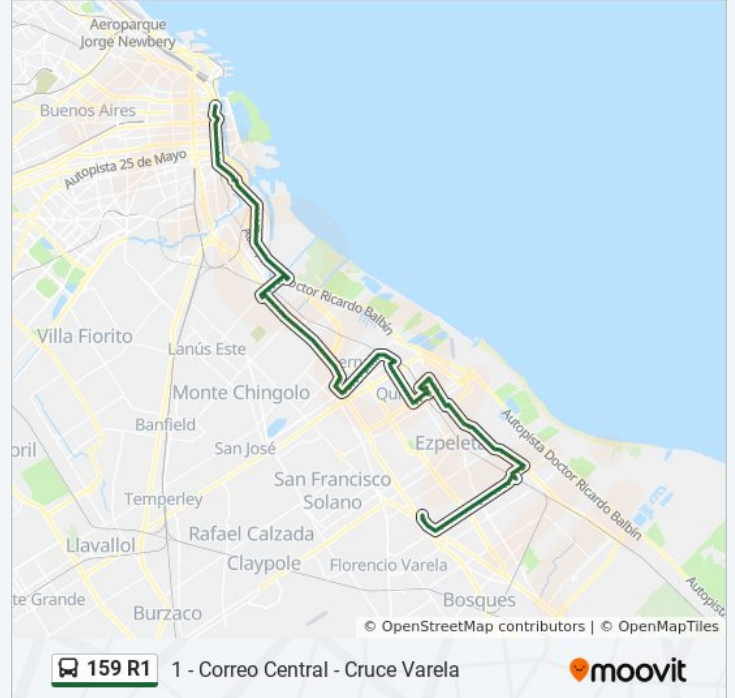 Aeroparque
Jorge Newbery
Buenos Aires
Autopista 25 de Mayo
Doctor Ricardo Balbín
Villa Fiorito
Lanús Este
Monte Chingolo
Banfield
San José
Ezpeleta
Autopista Doctor Ricardo Balbín
San Francisco
Solano
Temperley
Rafael Calzada
Llavallol
Claypole
Florencio Varela
te Grande
Bosques
Burzaco
Autopista
© OpenStreetMap contributors | © OpenMapTiles
159 R1
1 - Correo Central - Cruce Varela
moovit